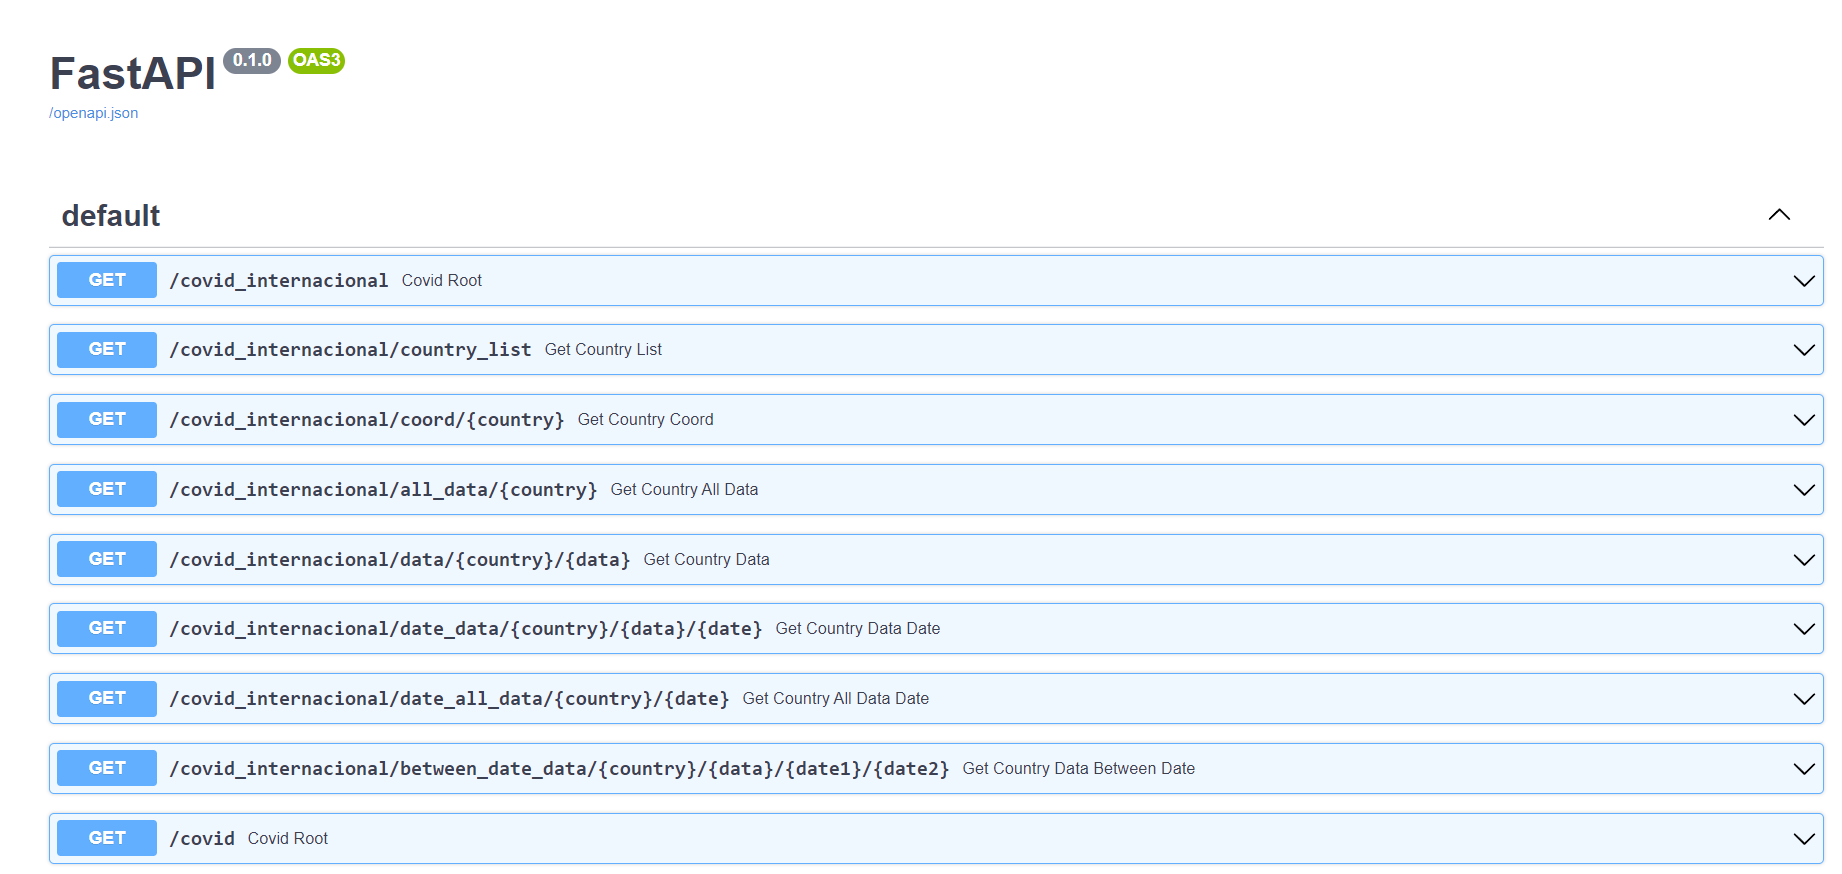 FastAPI 0.1.0 OAS3
/openapi.json
default
GET /covid_internacional Covid Root
GET /covid_internacional/country_list Get Country List
GET /covid_internacional/coord/{country} Get Country Coord
GET /covid_internacional/all_data/{country} Get Country All Data
GET /covid_internacional/data/{country}/{data} Get Country Data
GET /covid_internacional/date_data/{country}/{data}/{date} Get Country Data Date
GET /covid_internacional/date_all_data/{country}/{date} Get Country All Data Date
GET /covid_internacional/between_date_data/{country}/{data}/{date1}/{date2} Get Country Data Between Date
GET /covid Covid Root